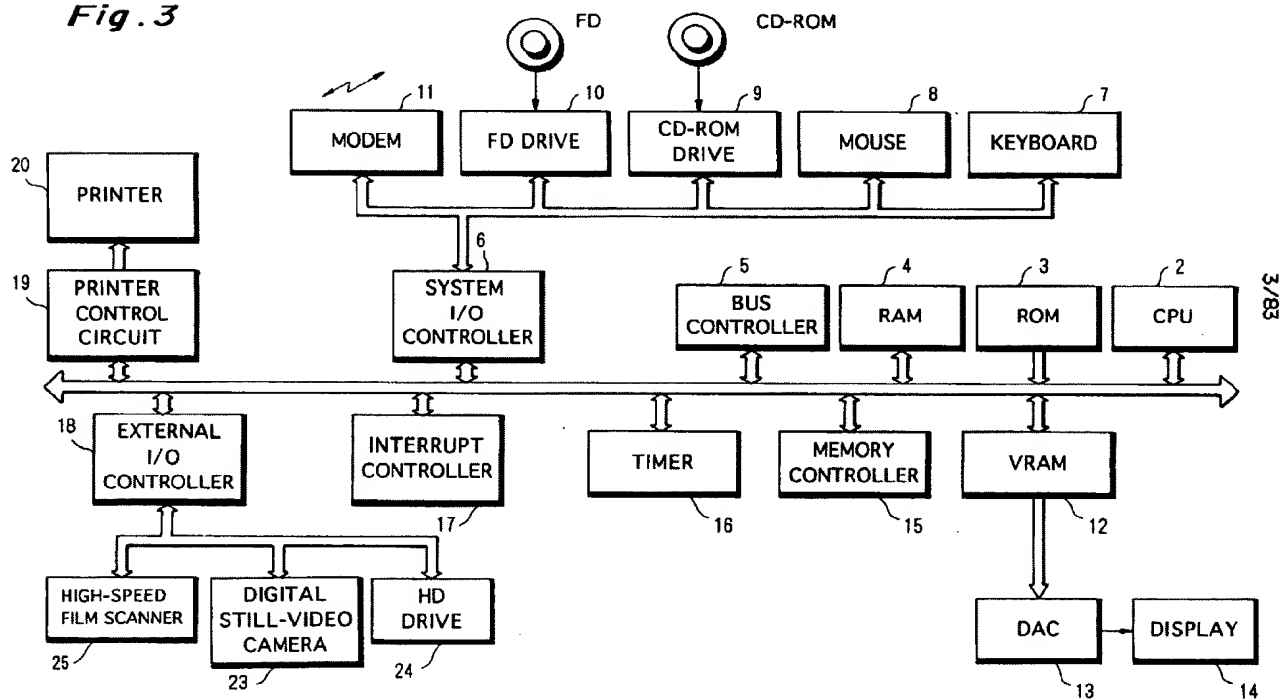 Fig. 3
FD
CD-ROM
11
10
9
8
7
MODEM
FD DRIVE
CD-ROM
DRIVE
MOUSE
KEYBOARD
20
PRINTER
6
5
4
3
2
19
PRINTER
CONTROL
CIRCUIT
SYSTEM
I/O
CONTROLLER
BUS
CONTROLLER
RAM
ROM
CPU
3/83
18
EXTERNAL
I/O
CONTROLLER
INTERRUPT
CONTROLLER
TIMER
MEMORY
CONTROLLER
VRAM
17
16
15
12
HIGH-SPEED
FILM SCANNER
DIGITAL
STILL-VIDEO
CAMERA
HD
DRIVE
DAC
DISPLAY
25
23
24
13
14